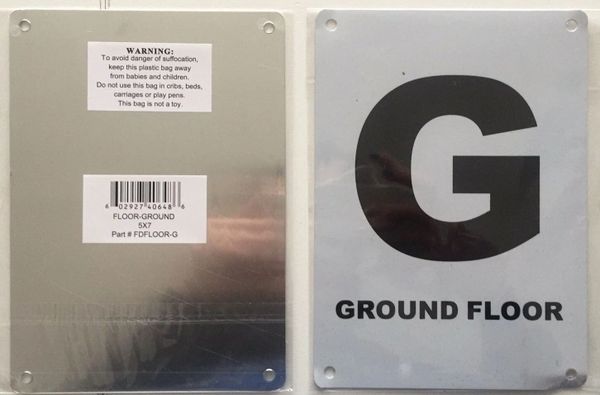 WARNING:
To avoid danger of suffocation,
keep this plastic bag away
from babies and children.
Do not use this bag in cribs, beds,
carriages or play pens.
This bag is not a toy.
6 02927 40648 6
FLOOR-GROUND
5X7
Part # FDFLOOR-G
G
GROUND FLOOR